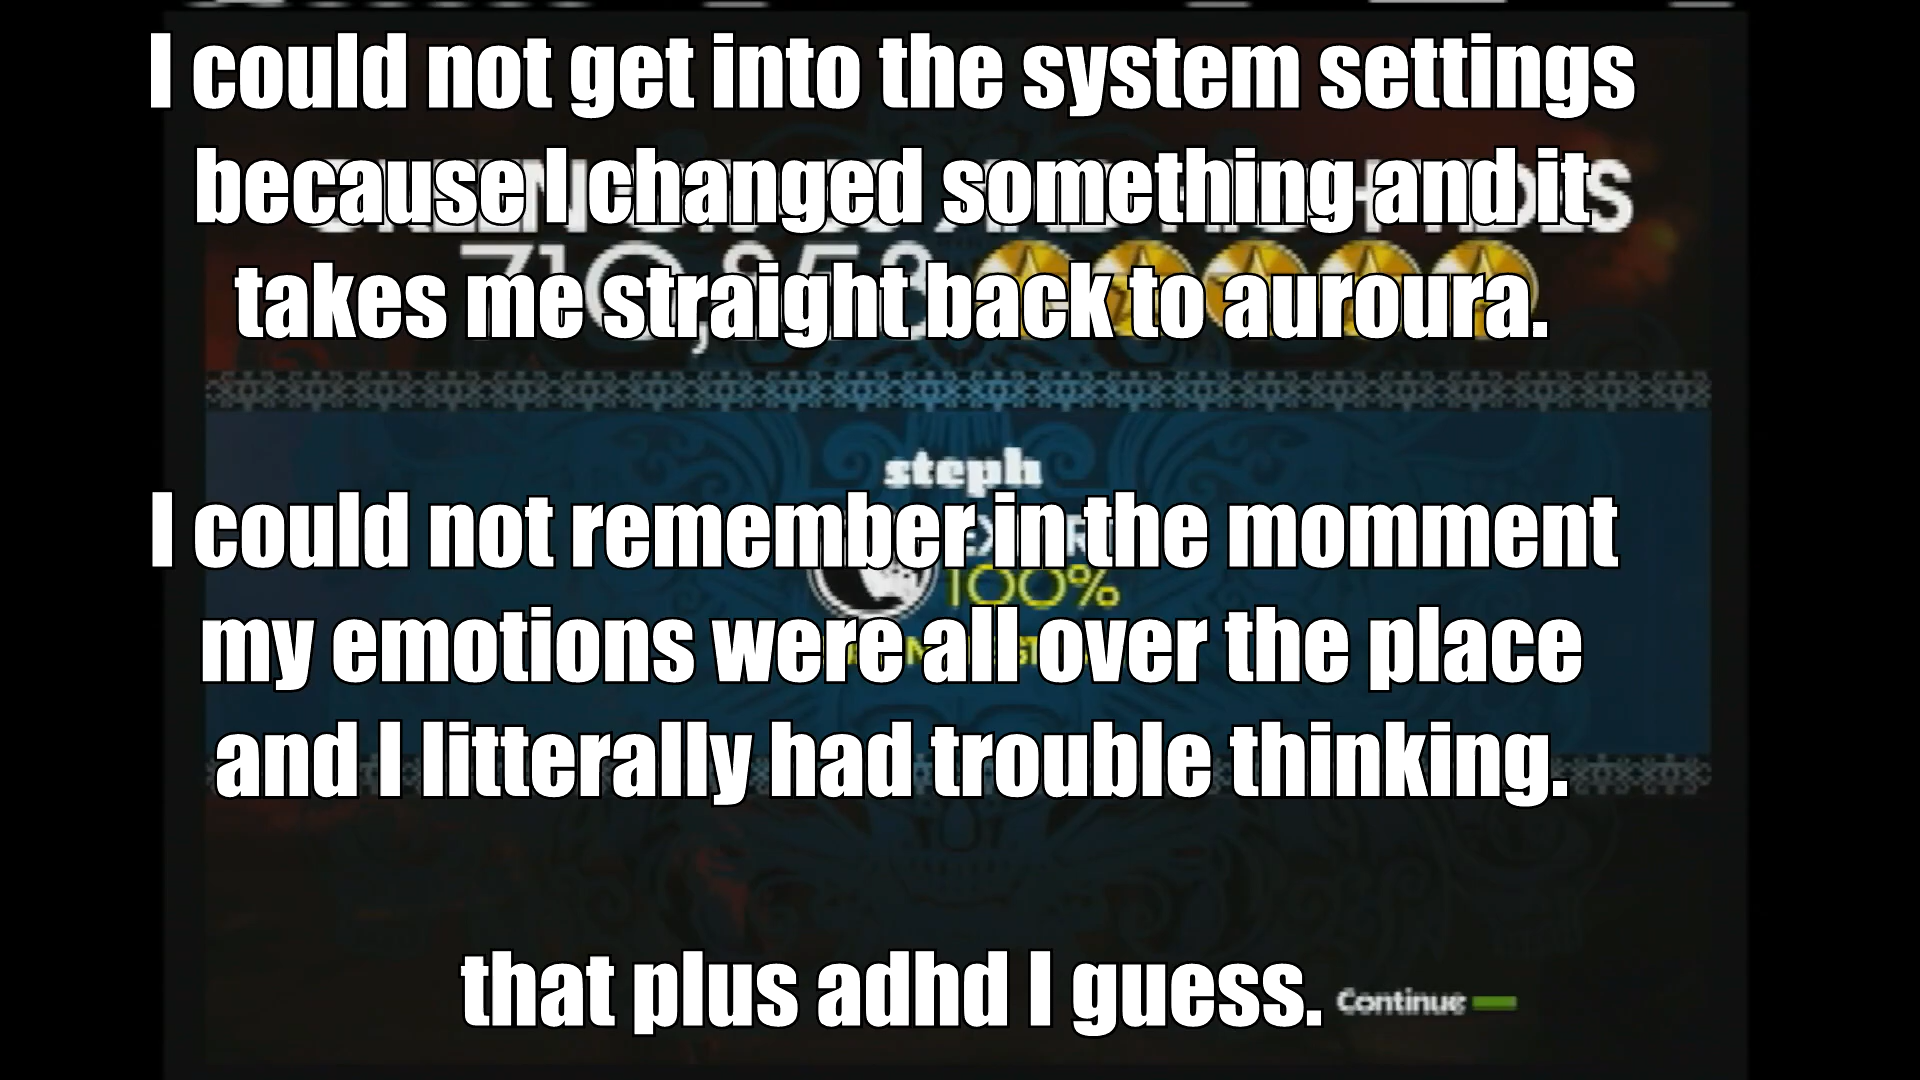 I could not get into the system settings
because I changed something and it
takes me straight back to auroura.
steph
I could not remember in the momment
100%
my emotions were all over the place
and I litterally had trouble thinking.
that plus adhd I guess.
Continue